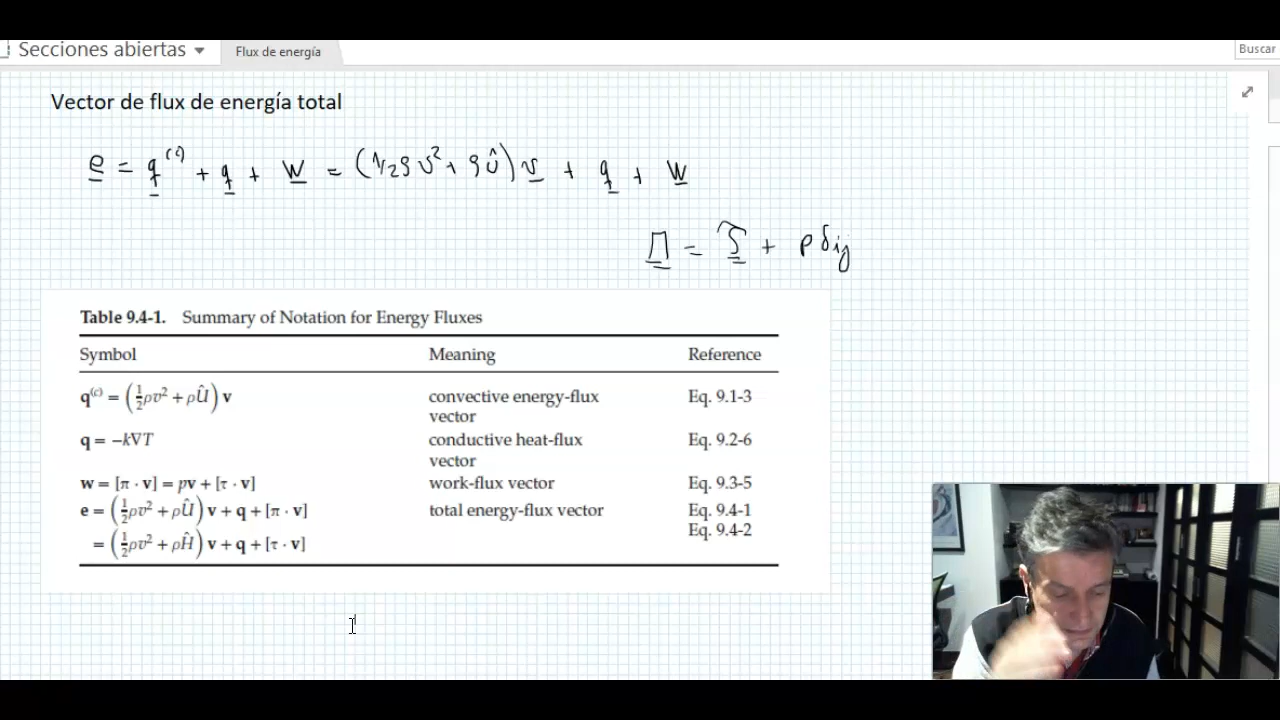 Secciones abiertas
Flux de energía
Buscar
Vector de flux de energía total
e = q⁽ᶜ⁾ + q + w = (1/2ρv² + ρÛ) v + q + w
π = τ + pδij
Table 9.4-1. Summary of Notation for Energy Fluxes
Symbol Meaning Reference
q⁽ᶜ⁾ = (½ρv² + ρÛ) v convective energy-flux vector Eq. 9.1-3
q = −k∇T conductive heat-flux vector Eq. 9.2-6
w = [π · v] = pv + [τ · v] work-flux vector Eq. 9.3-5
e = (½ρv² + ρÛ) v + q + [π · v] total energy-flux vector Eq. 9.4-1
= (½ρv² + ρĤ) v + q + [τ · v] Eq. 9.4-2